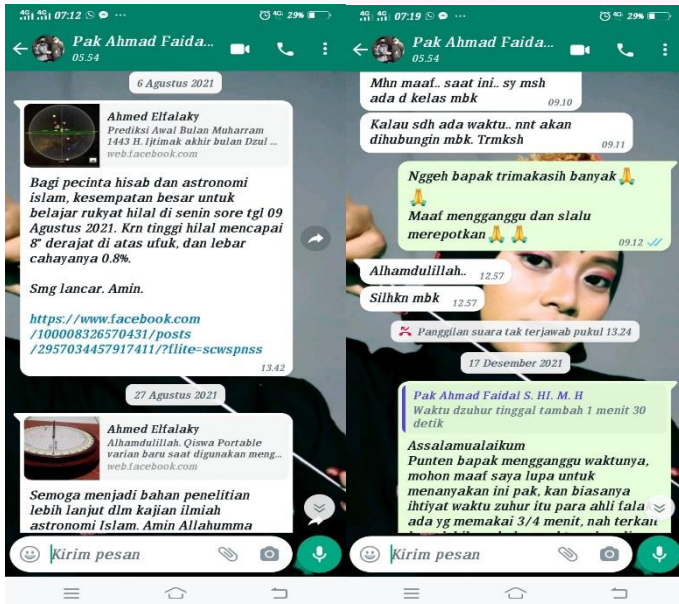 07:12
4G 29%
Pak Ahmad Faida...
05.54
6 Agustus 2021
Ahmed Elfalaky
Prediksi Awal Bulan Muharram
1443 H. Ijtimak akhir bulan Dzul ...
web.facebook.com
Bagi pecinta hisab dan astronomi
islam, kesempatan besar untuk
belajar rukyat hilal di senin sore tgl 09
Agustus 2021. Krn tinggi hilal mencapai
8° derajat di atas ufuk, dan lebar
cahayanya 0.8%.
Smg lancar. Amin.
https://www.facebook.com
/100008326570431/posts
/2957034457917411/?flite=scwspnss
13.42
27 Agustus 2021
Ahmed Elfalaky
Alhamdulillah. Qiswa Portable
varian baru saat digunakan meng...
web.facebook.com
Semoga menjadi bahan penelitian
lebih lanjut dlm kajian ilmiah
astronomi Islam. Amin Allahumma
Kirim pesan
07:19
4G 29%
Pak Ahmad Faida...
05.54
Mhn maaf.. saat ini.. sy msh
ada d kelas mbk
09.10
Kalau sdh ada waktu.. nnt akan
dihubungin mbk. Trmksh
09.11
Nggeh bapak trimakasih banyak🙏
🙏
Maaf mengganggu dan slalu
merepotkan🙏 🙏
09.12
Alhamdulillah.. 12.57
Silhkn mbk 12.57
Panggilan suara tak terjawab pukul 13.24
17 Desember 2021
Pak Ahmad Faidal S. HI. M. H
Waktu dzuhur tinggal tambah 1 menit 30
detik
Assalamualaikum
Punten bapak mengganggu waktunya,
mohon maaf saya lupa untuk
menanyakan ini pak, kan biasanya
ihtiyat waktu zuhur itu para ahli falak
ada yg memakai 3/4 menit, nah terkait
Kirim pesan